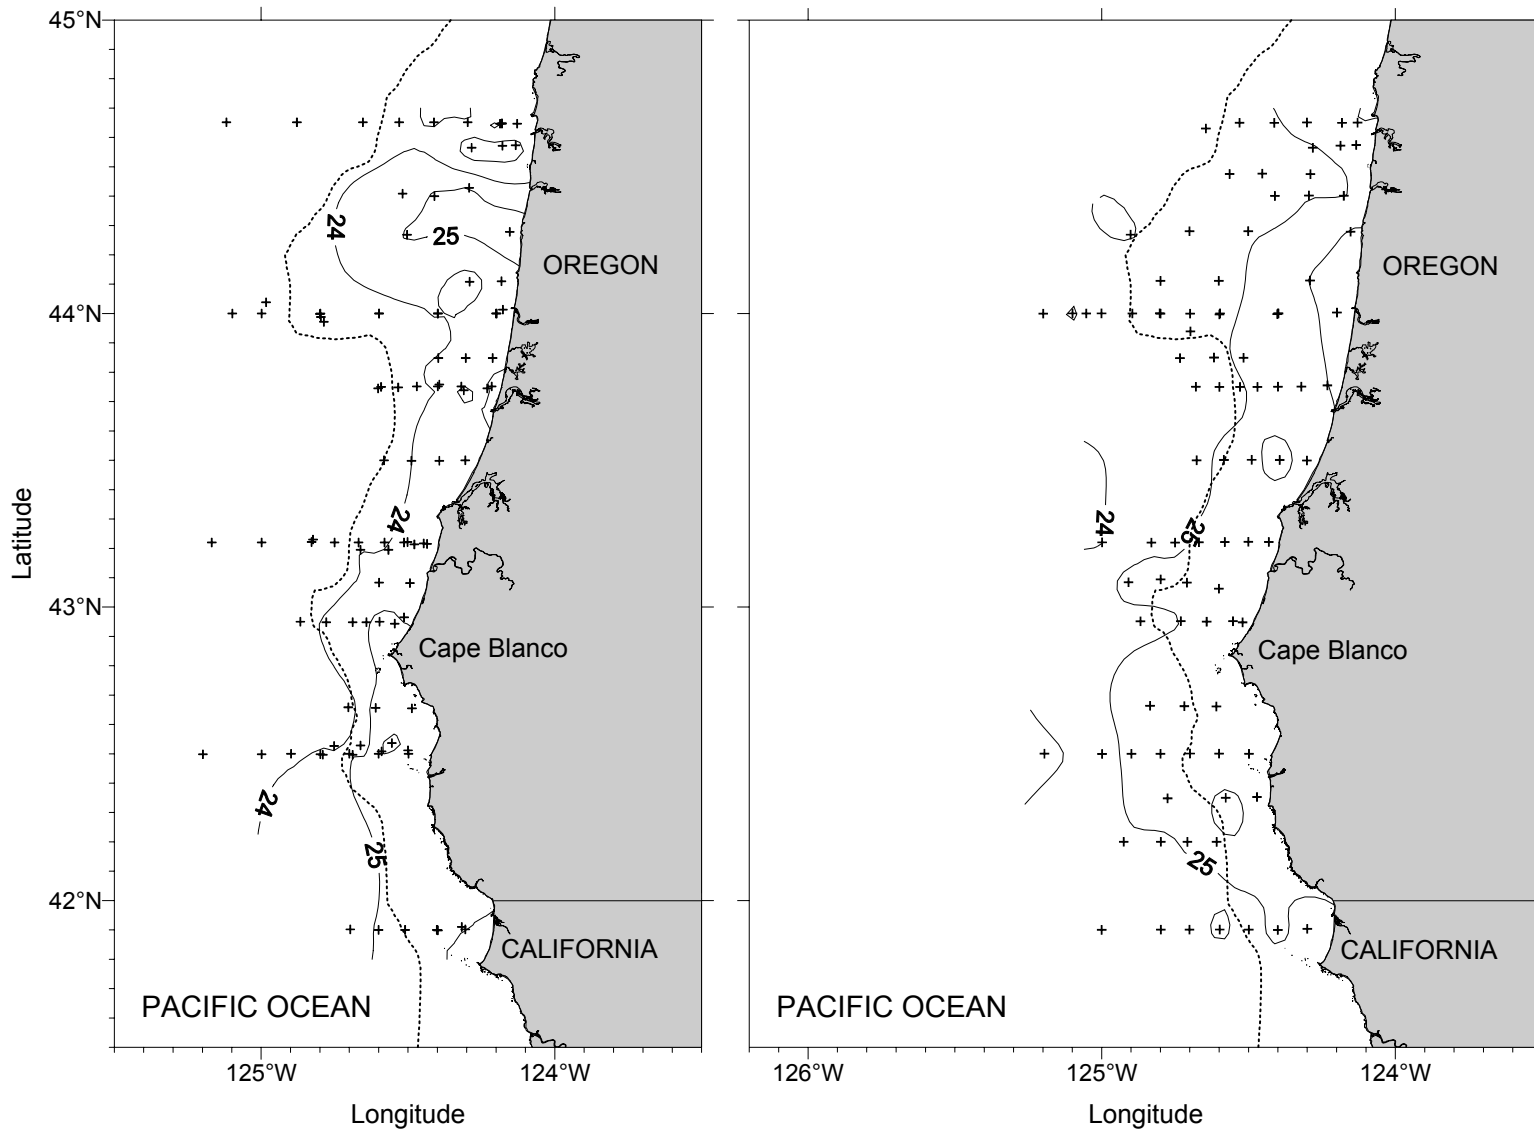 45°N
44°N
43°N
42°N
Latitude
24
25
OREGON
24
Cape Blanco
24
25
CALIFORNIA
PACIFIC OCEAN
125°W
124°W
Longitude
OREGON
24
25
Cape Blanco
25
CALIFORNIA
PACIFIC OCEAN
126°W
125°W
124°W
Longitude